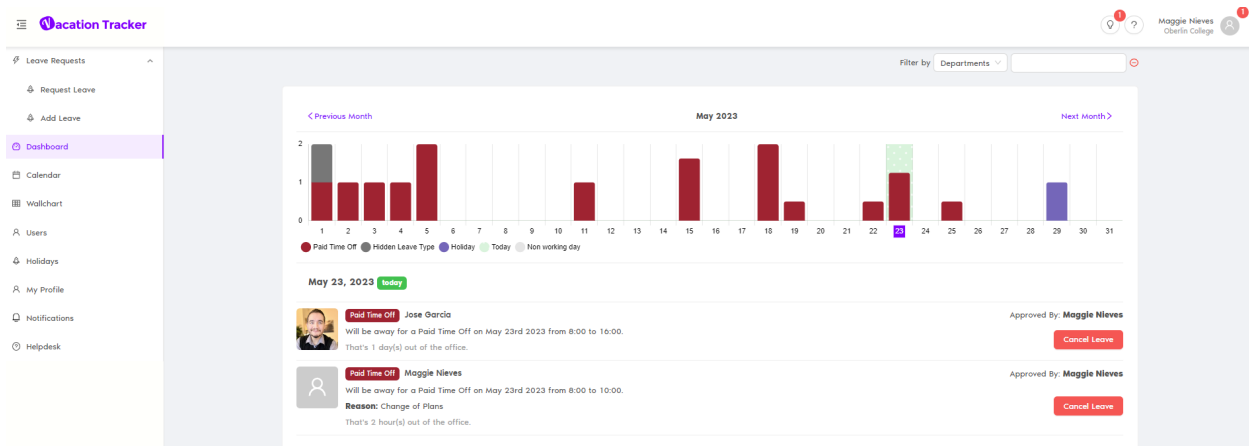 Vacation Tracker
1
?
Maggie Nieves
Oberlin College
1
Leave Requests
Request Leave
Add Leave
Dashboard
Calendar
Wallchart
Users
Holidays
My Profile
Notifications
Helpdesk
Filter by Departments
Previous Month May 2023 Next Month
2
1
0
1 2 3 4 5 6 7 8 9 10 11 12 13 14 15 16 17 18 19 20 21 22 23 24 25 26 27 28 29 30 31
Paid Time Off Hidden Leave Type Holiday Today Non working day
May 23, 2023 today
Paid Time Off Jose Garcia Approved By: Maggie Nieves
Will be away for a Paid Time Off on May 23rd 2023 from 8:00 to 16:00.
Cancel Leave
That's 1 day(s) out of the office.
Paid Time Off Maggie Nieves Approved By: Maggie Nieves
Will be away for a Paid Time Off on May 23rd 2023 from 8:00 to 10:00.
Reason: Change of Plans Cancel Leave
That's 2 hour(s) out of the office.